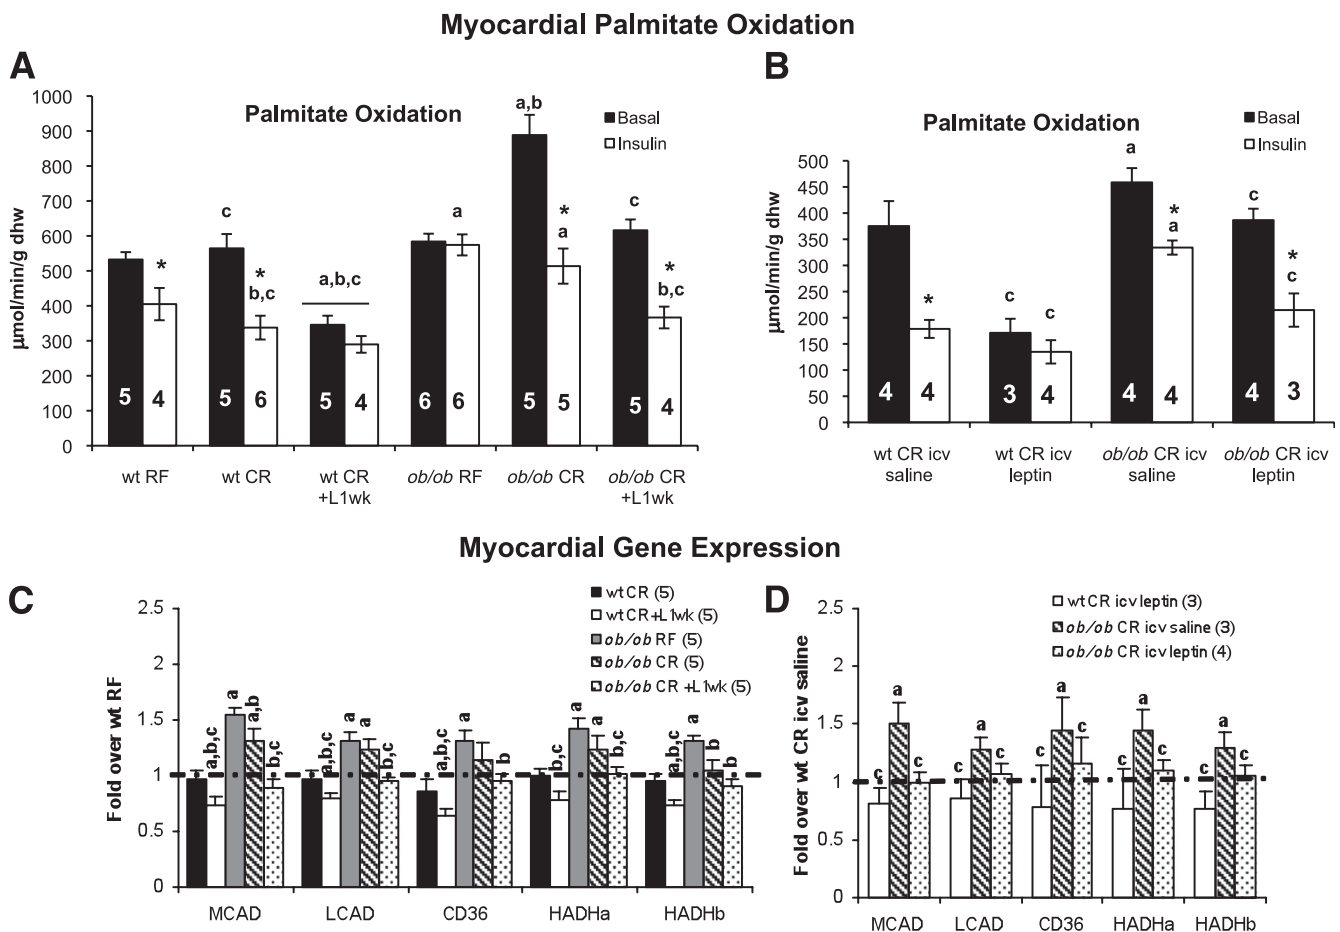 Myocardial Palmitate Oxidation
A
Palmitate Oxidation
Basal
Insulin
µmol/min/g dhw
1000
900
800
700
600
500
400
300
200
100
0
* c * b,c a,b,c a a,b * a c * b,c
5 4 5 6 5 4 6 6 5 5 5 4
wt RF wt CR wt CR ob/ob RF ob/ob CR ob/ob CR
+L1wk +L1wk
B
Palmitate Oxidation
Basal
Insulin
µmol/min/g dhw
500
450
400
350
300
250
200
150
100
50
0
* c c a * a c * c
4 4 3 4 4 4 4 3
wt CR icv wt CR icv ob/ob CR icv ob/ob CR icv
saline leptin saline leptin
Myocardial Gene Expression
C
wt CR (5)
wt CR+L1wk (5)
ob/ob RF (5)
ob/ob CR (5)
ob/ob CR +L1wk (5)
Fold over wt RF
2.5
2
1.5
1
0.5
0
a,b,c a a,b b,c a,b,c a a b,c a,b,c a b b,c a a b,c a,b,c a b b
MCAD LCAD CD36 HADHa HADHb
D
wt CR icv leptin (3)
ob/ob CR icv saline (3)
ob/ob CR icv leptin (4)
Fold over wt CR icv saline
2.5
2
1.5
1
0.5
0
c a c c a c c a c c a c c a c
MCAD LCAD CD36 HADHa HADHb